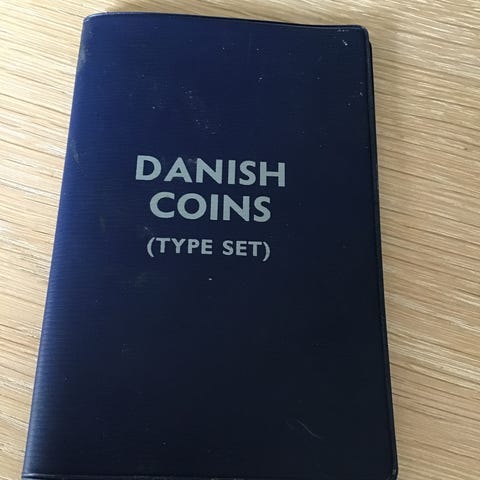 DANISH
COINS
(TYPE SET)